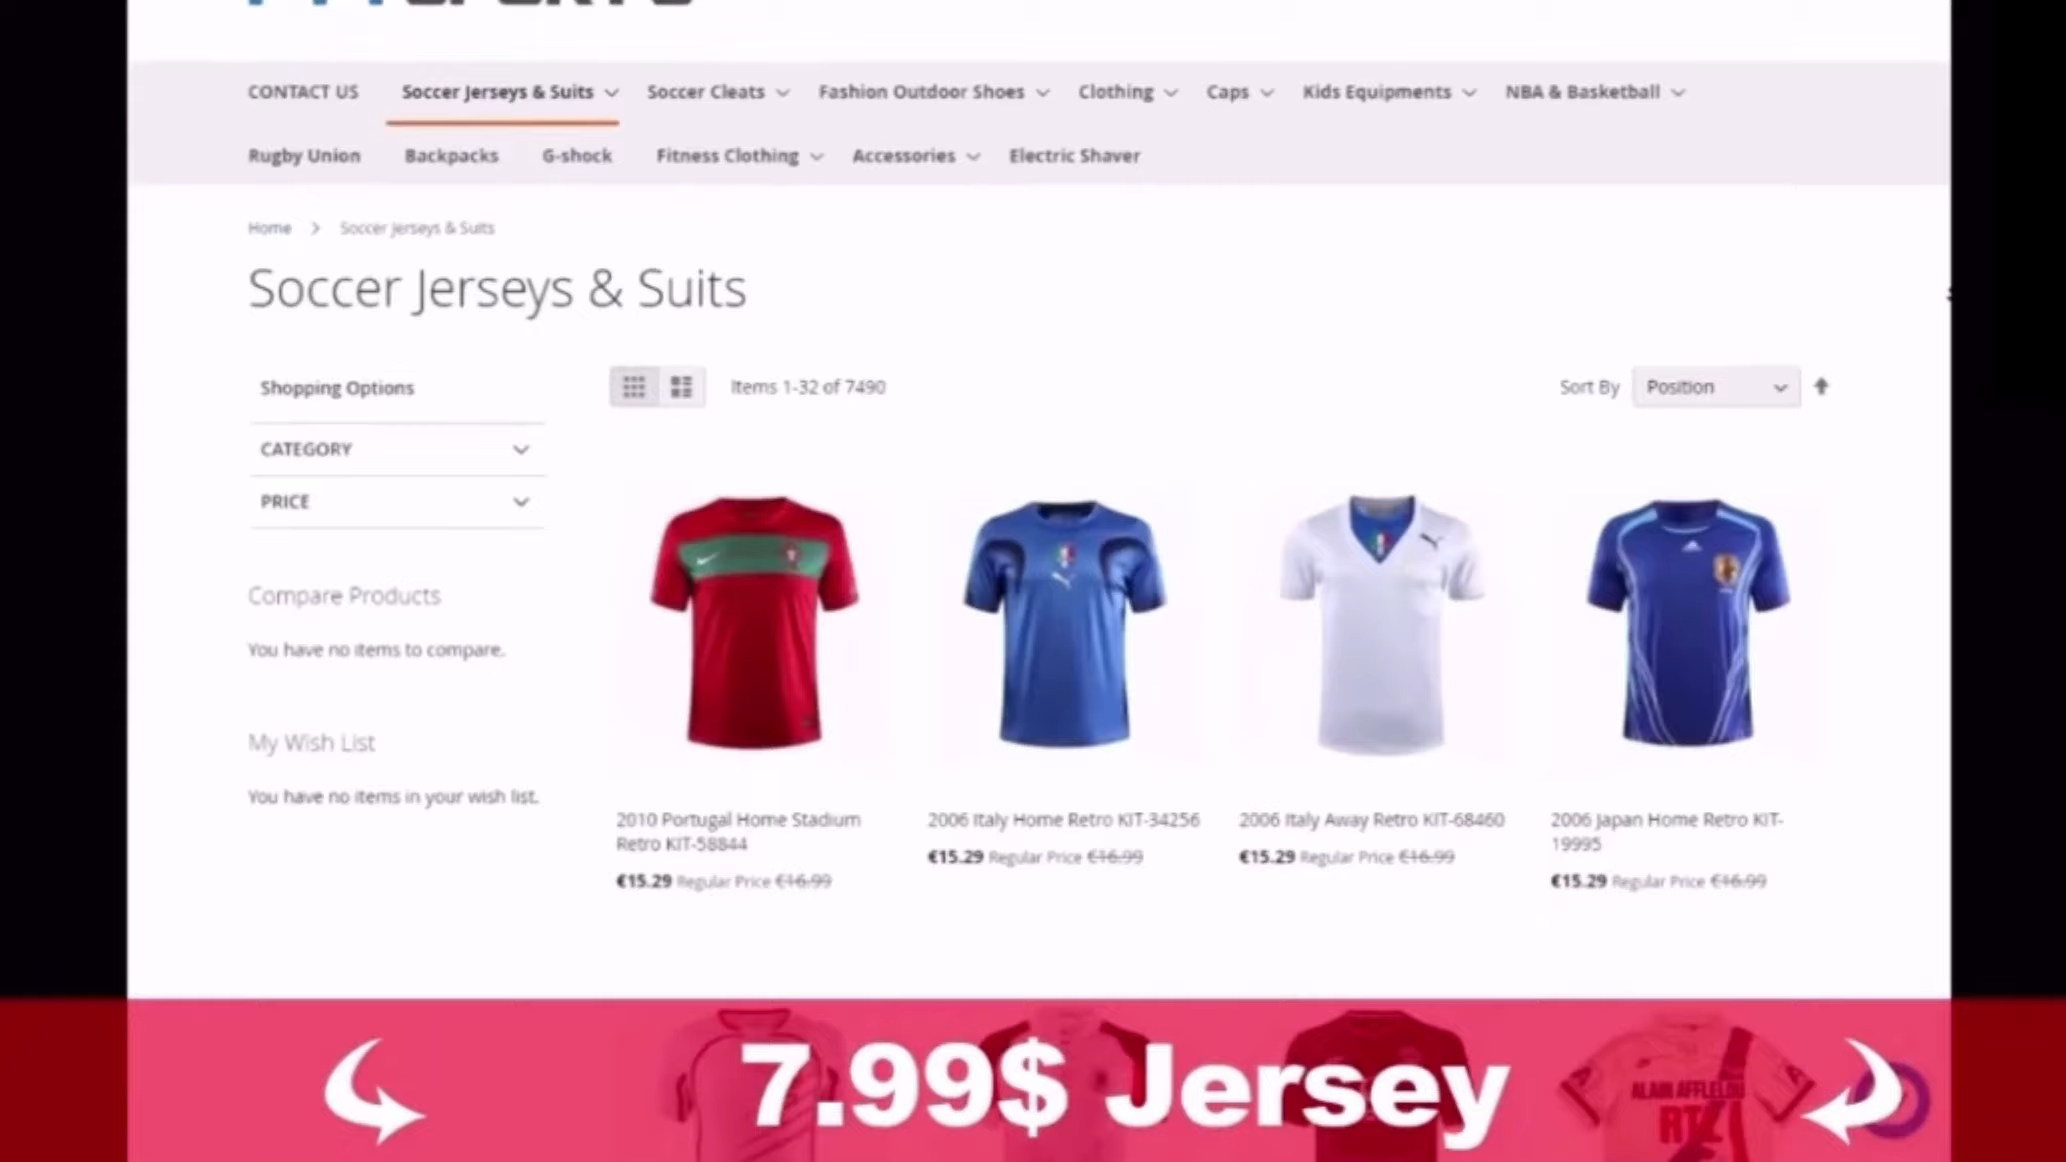 CONTACT US Soccer Jerseys & Suits Soccer Cleats Fashion Outdoor Shoes Clothing Caps Kids Equipments NBA & Basketball
Rugby Union Backpacks G-shock Fitness Clothing Accessories Electric Shaver
Home > Soccer Jerseys & Suits
Soccer Jerseys & Suits
Shopping Options
Items 1-32 of 7490
Sort By Position
CATEGORY
PRICE
Compare Products
You have no items to compare.
My Wish List
You have no items in your wish list.
2010 Portugal Home Stadium
Retro KIT-58844
€15.29 Regular Price €16.99
2006 Italy Home Retro KIT-34256
€15.29 Regular Price €16.99
2006 Italy Away Retro KIT-68460
€15.29 Regular Price €16.99
2006 Japan Home Retro KIT-
19995
€15.29 Regular Price €16.99
7.99$ Jersey
ALAIN AFFLELOU
RTL